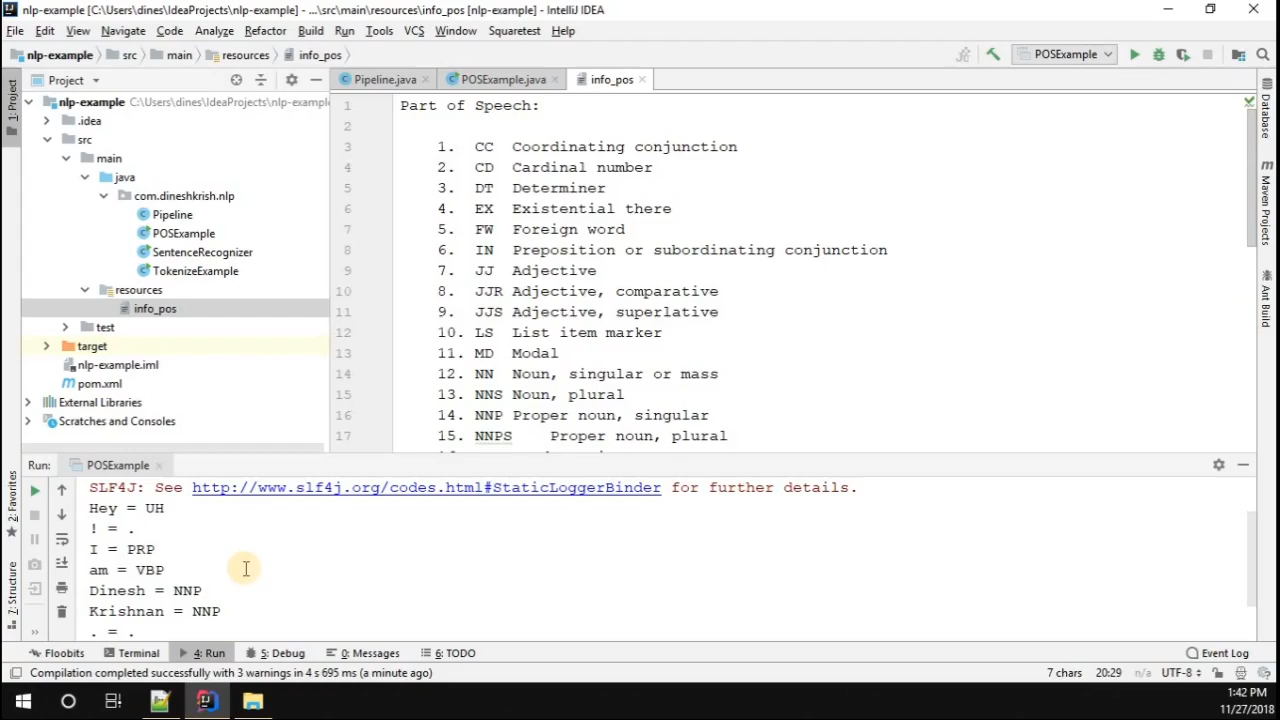 nlp-example [C:\Users\dines\IdeaProjects\nlp-example] - ...\src\main\resources\info_pos [nlp-example] - IntelliJ IDEA
File Edit View Navigate Code Analyze Refactor Build Run Tools VCS Window Squaretest Help
nlp-example src main resources info_pos POSExample
1: Project
Project
Pipeline.java POSExample.java info_pos
nlp-example C:\Users\dines\IdeaProjects\nlp-example
.idea
src
main
java
com.dineshkrish.nlp
Pipeline
POSExample
SentenceRecognizer
TokenizeExample
resources
info_pos
test
target
nlp-example.iml
pom.xml
External Libraries
Scratches and Consoles
1 Part of Speech:
2
3 1. CC Coordinating conjunction
4 2. CD Cardinal number
5 3. DT Determiner
6 4. EX Existential there
7 5. FW Foreign word
8 6. IN Preposition or subordinating conjunction
9 7. JJ Adjective
10 8. JJR Adjective, comparative
11 9. JJS Adjective, superlative
12 10. LS List item marker
13 11. MD Modal
14 12. NN Noun, singular or mass
15 13. NNS Noun, plural
16 14. NNP Proper noun, singular
17 15. NNPS Proper noun, plural
Database
Maven Projects
Ant Build
2: Favorites
7: Structure
Run: POSExample
SLF4J: See http://www.slf4j.org/codes.html#StaticLoggerBinder for further details.
Hey = UH
! = .
I = PRP
am = VBP
Dinesh = NNP
Krishnan = NNP
. = .
Floobits Terminal 4: Run 5: Debug 0: Messages 6: TODO Event Log
Compilation completed successfully with 3 warnings in 4 s 695 ms (a minute ago) 7 chars 20:29 n/a UTF-8
1:42 PM
11/27/2018